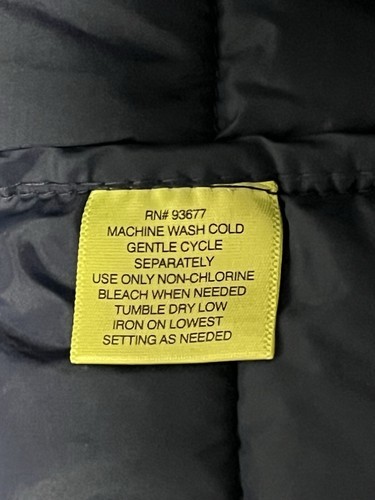 RN# 93677
MACHINE WASH COLD
GENTLE CYCLE
SEPARATELY
USE ONLY NON-CHLORINE
BLEACH WHEN NEEDED
TUMBLE DRY LOW
IRON ON LOWEST
SETTING AS NEEDED